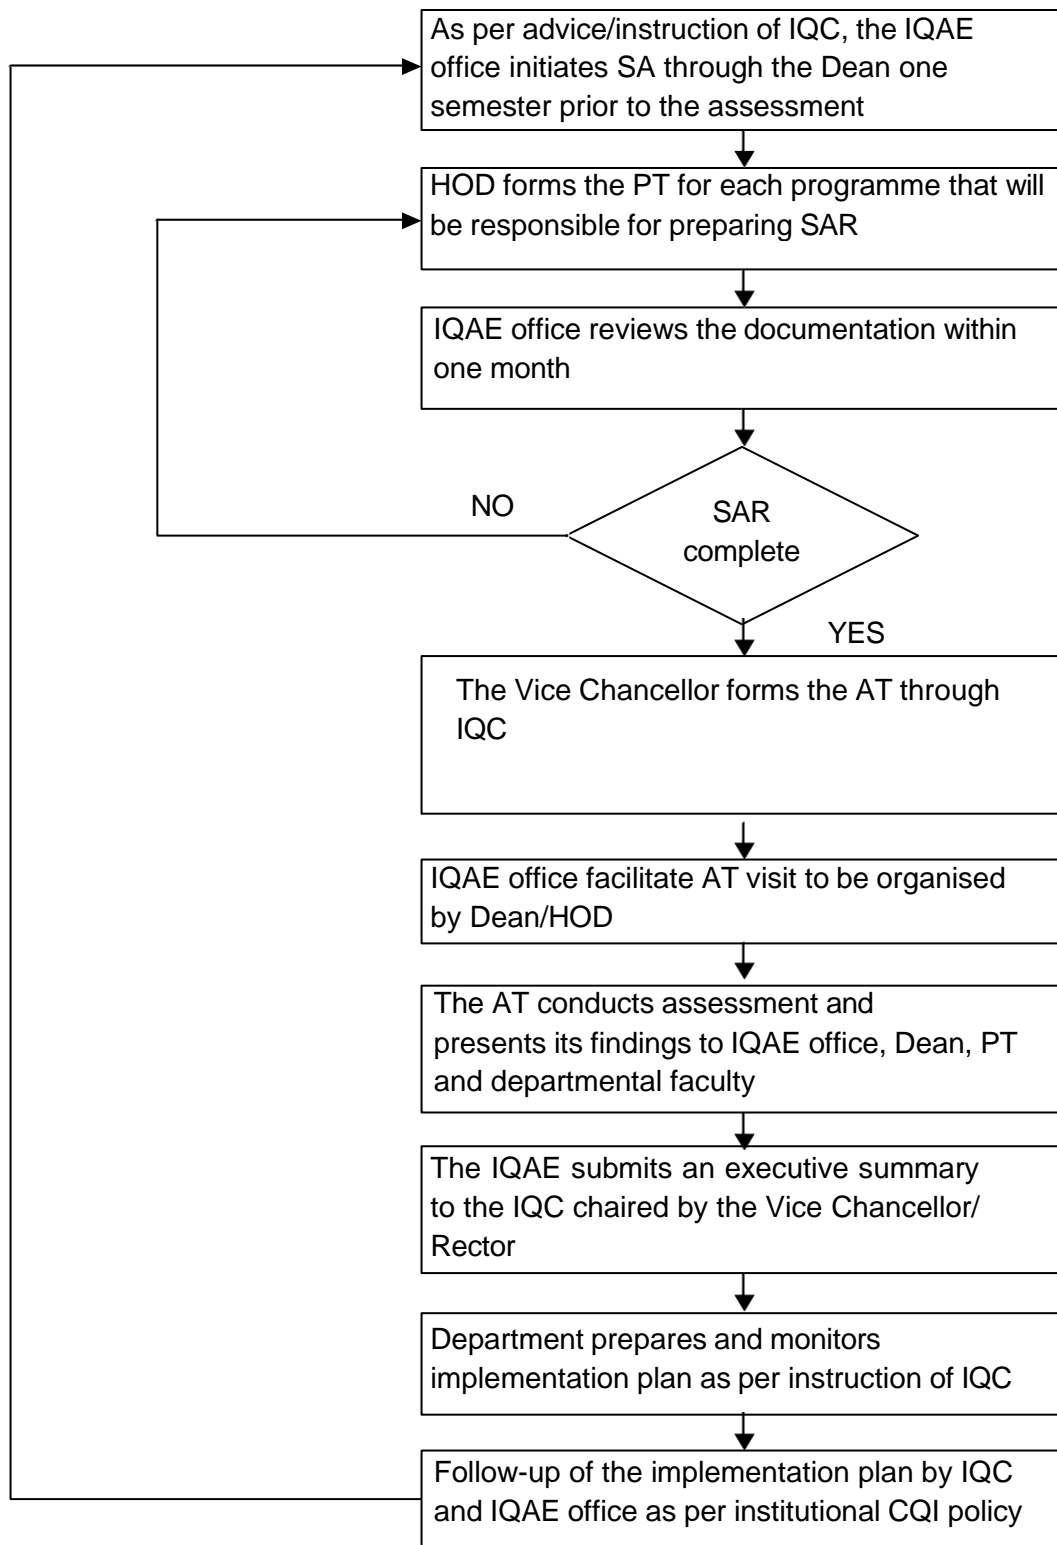 As per advice/instruction of IQC, the IQAE
office initiates SA through the Dean one
semester prior to the assessment
HOD forms the PT for each programme that will
be responsible for preparing SAR
IQAE office reviews the documentation within
one month
NO
SAR
complete
YES
The Vice Chancellor forms the AT through
IQC
IQAE office facilitate AT visit to be organised
by Dean/HOD
The AT conducts assessment and
presents its findings to IQAE office, Dean, PT
and departmental faculty
The IQAE submits an executive summary
to the IQC chaired by the Vice Chancellor/
Rector
Department prepares and monitors
implementation plan as per instruction of IQC
Follow-up of the implementation plan by IQC
and IQAE office as per institutional CQI policy